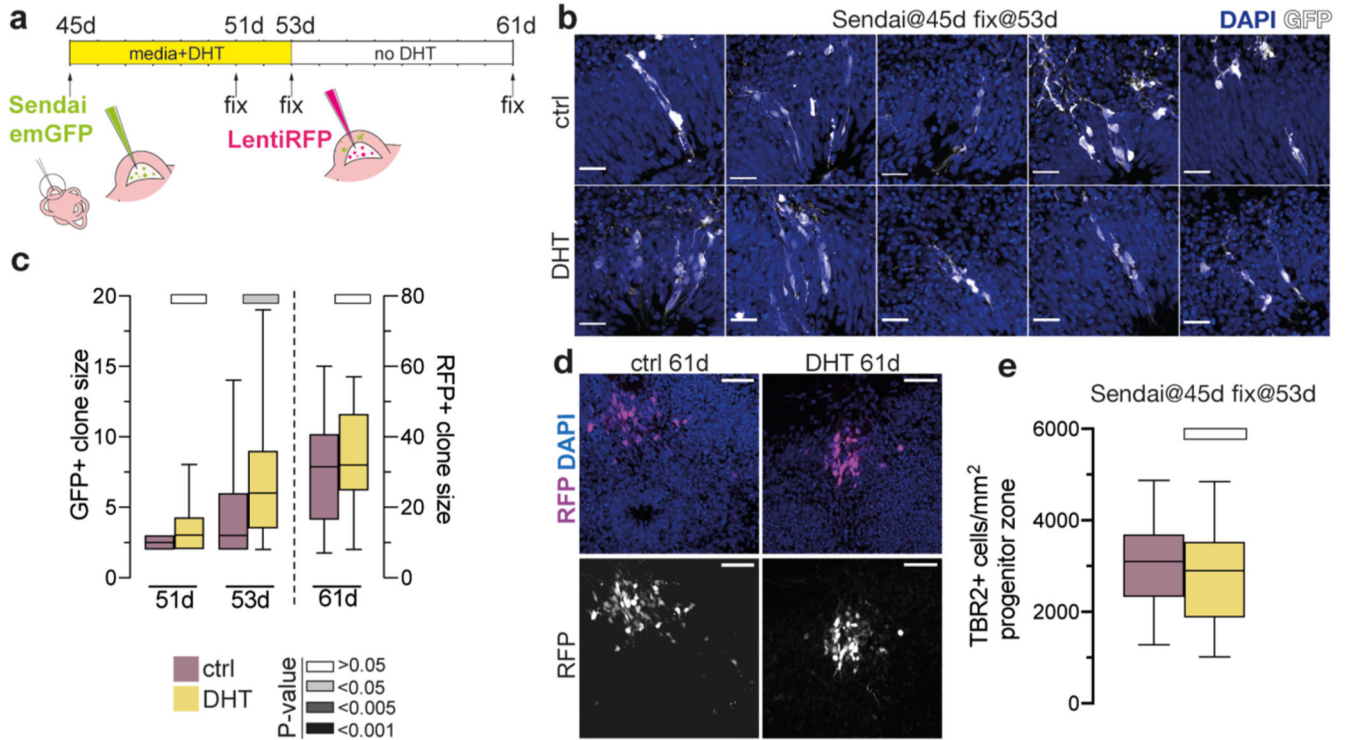 a
45d 51d 53d 61d
media+DHT no DHT
fix fix fix
Sendai
emGFP
LentiRFP
b
Sendai@45d fix@53d DAPI GFP
ctrl
DHT
c
GFP+ clone size
20
15
10
5
0
80
60
40
20
0
RFP+ clone size
51d 53d 61d
ctrl
DHT
P-value
>0.05
<0.05
<0.005
<0.001
d
ctrl 61d DHT 61d
RFP DAPI
RFP
e
Sendai@45d fix@53d
TBR2+ cells/mm²
progenitor zone
6000
4000
2000
0